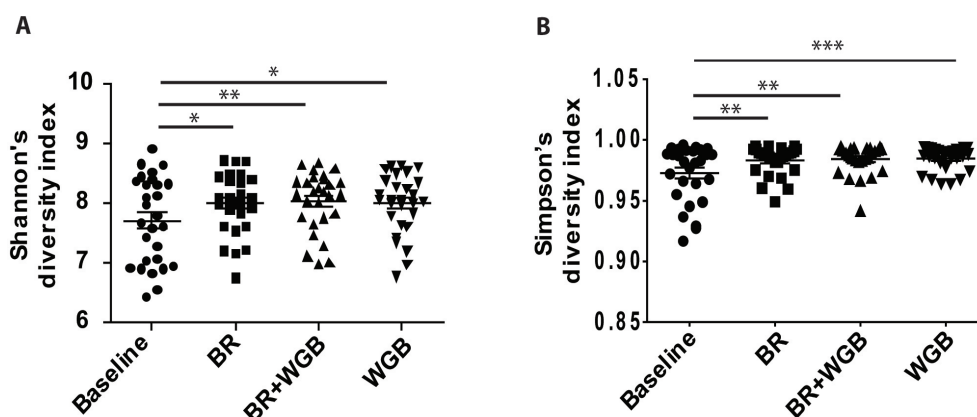 A
Shannon's
diversity index
10
9
8
7
6
*
**
*
Baseline
BR
BR+WGB
WGB
B
Simpson's
diversity index
1.05
1.00
0.95
0.90
0.85
***
**
**
Baseline
BR
BR+WGB
WGB